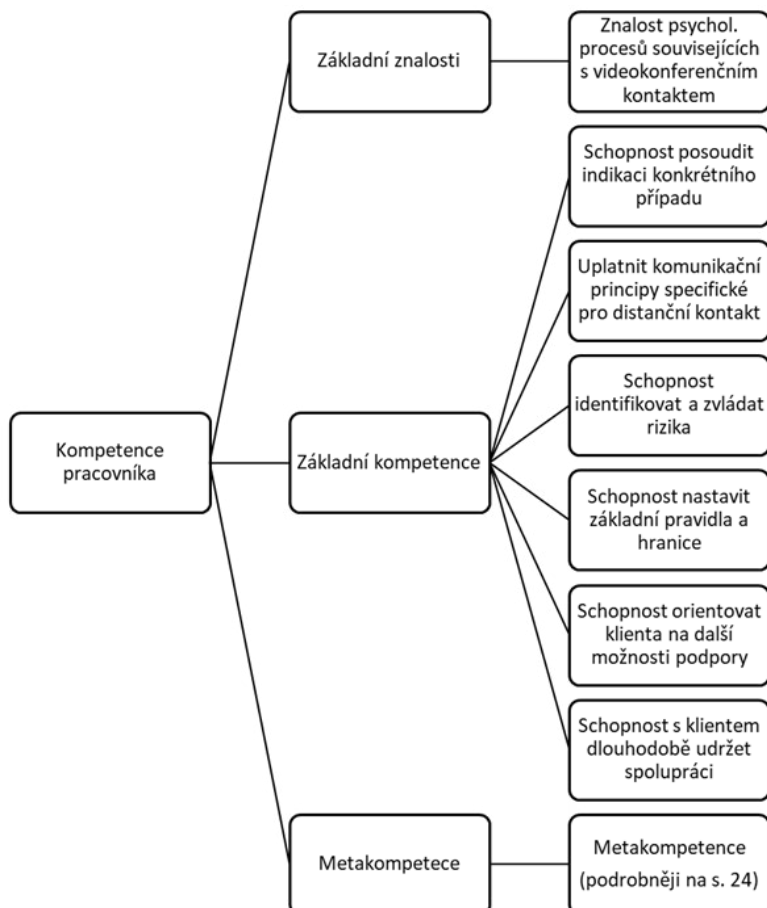 Kompetence
pracovníka
Základní znalosti
Znalost psychol.
procesů souvisejících
s videokonferenčním
kontaktem
Základní kompetence
Schopnost posoudit
indikaci konkrétního
případu
Uplatnit komunikační
principy specifické
pro distanční kontakt
Schopnost
identifikovat a zvládat
rizika
Schopnost nastavit
základní pravidla a
hranice
Schopnost orientovat
klienta na další
možnosti podpory
Schopnost s klientem
dlouhodobě udržet
spolupráci
Metakompetece
Metakompetence
(podrobněji na s. 24)